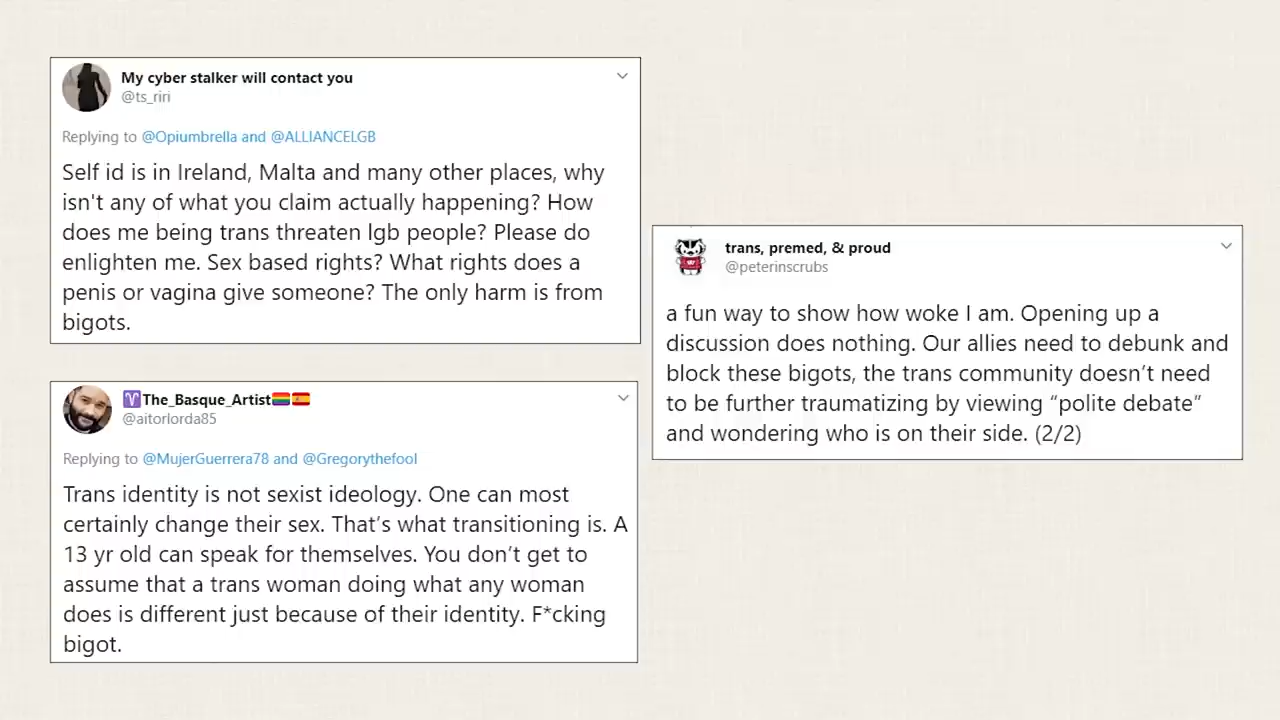 My cyber stalker will contact you
@ts_riri
Replying to @Opiumbrella and @ALLIANCELGB
Self id is in Ireland, Malta and many other places, why
isn't any of what you claim actually happening? How
does me being trans threaten lgb people? Please do
enlighten me. Sex based rights? What rights does a
penis or vagina give someone? The only harm is from
bigots.
♈The_Basque_Artist🏳️‍🌈🇪🇸
@aitorlorda85
Replying to @MujerGuerrera78 and @Gregorythefool
Trans identity is not sexist ideology. One can most
certainly change their sex. That’s what transitioning is. A
13 yr old can speak for themselves. You don’t get to
assume that a trans woman doing what any woman
does is different just because of their identity. F*cking
bigot.
trans, premed, & proud
@peterinscrubs
a fun way to show how woke I am. Opening up a
discussion does nothing. Our allies need to debunk and
block these bigots, the trans community doesn’t need
to be further traumatizing by viewing “polite debate”
and wondering who is on their side. (2/2)